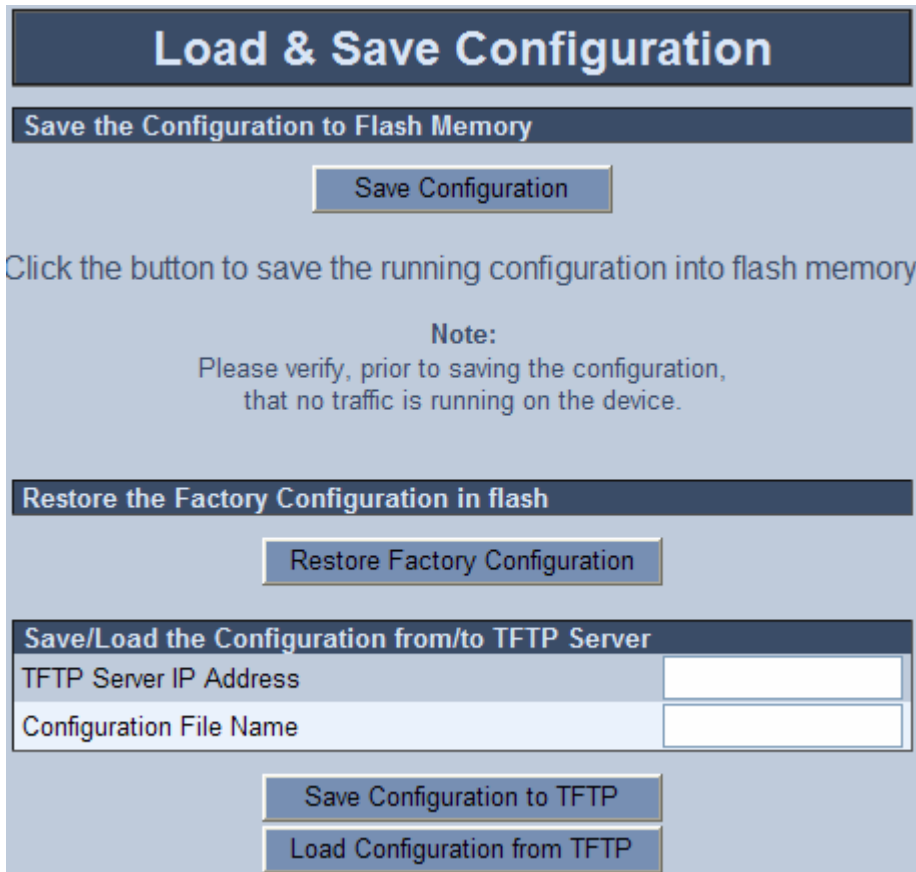 Load & Save Configuration
Save the Configuration to Flash Memory
Save Configuration
Click the button to save the running configuration into flash memory
Note:
Please verify, prior to saving the configuration,
that no traffic is running on the device.
Restore the Factory Configuration in flash
Restore Factory Configuration
Save/Load the Configuration from/to TFTP Server
TFTP Server IP Address
Configuration File Name
Save Configuration to TFTP
Load Configuration from TFTP